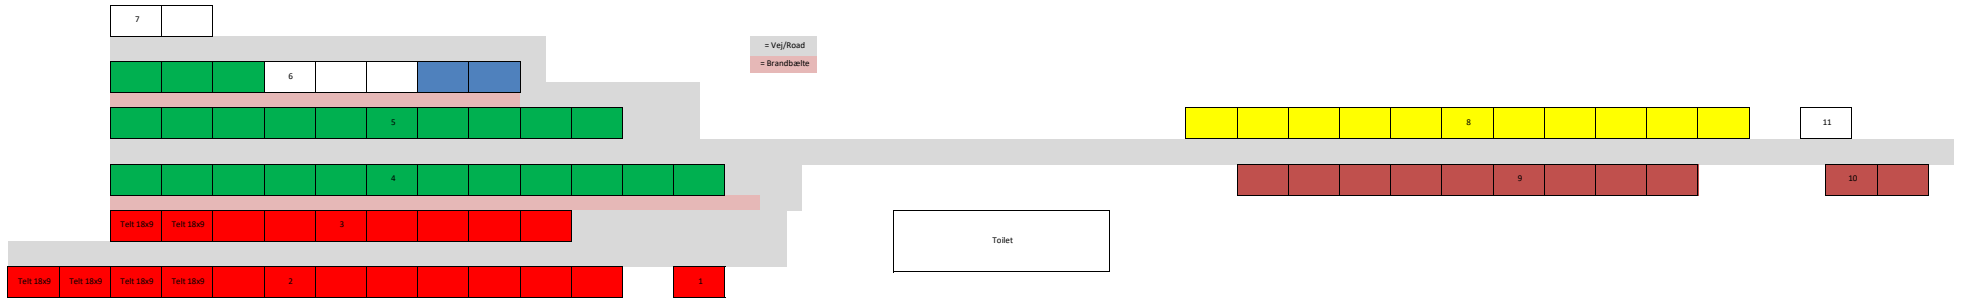 7
= Vej/Road
= Brandbælte
6
5
8
11
4
9
10
Telt 18x9 Telt 18x9 3
Toilet
Telt 18x9 Telt 18x9 Telt 18x9 Telt 18x9 2 1